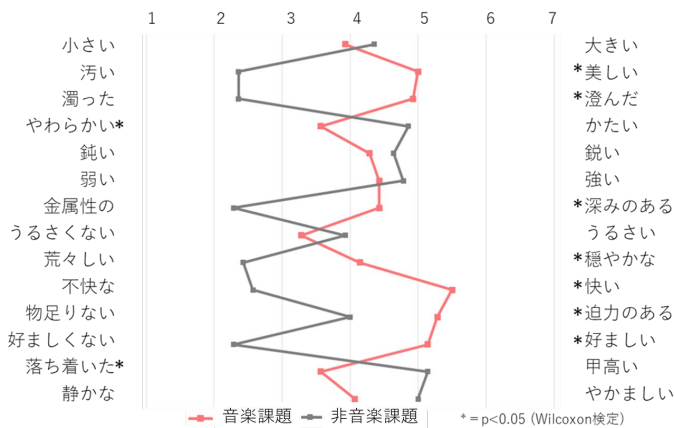 1 2 3 4 5 6 7
小さい 大きい
汚い *美しい
濁った *澄んだ
やわらかい* かたい
鈍い 鋭い
弱い 強い
金属性の *深みのある
うるさくない うるさい
荒々しい *穏やかな
不快な *快い
物足りない *迫力のある
好ましくない *好ましい
落ち着いた* 甲高い
静かな やかましい
音楽課題 非音楽課題 *=p<0.05 (Wilcoxon検定)